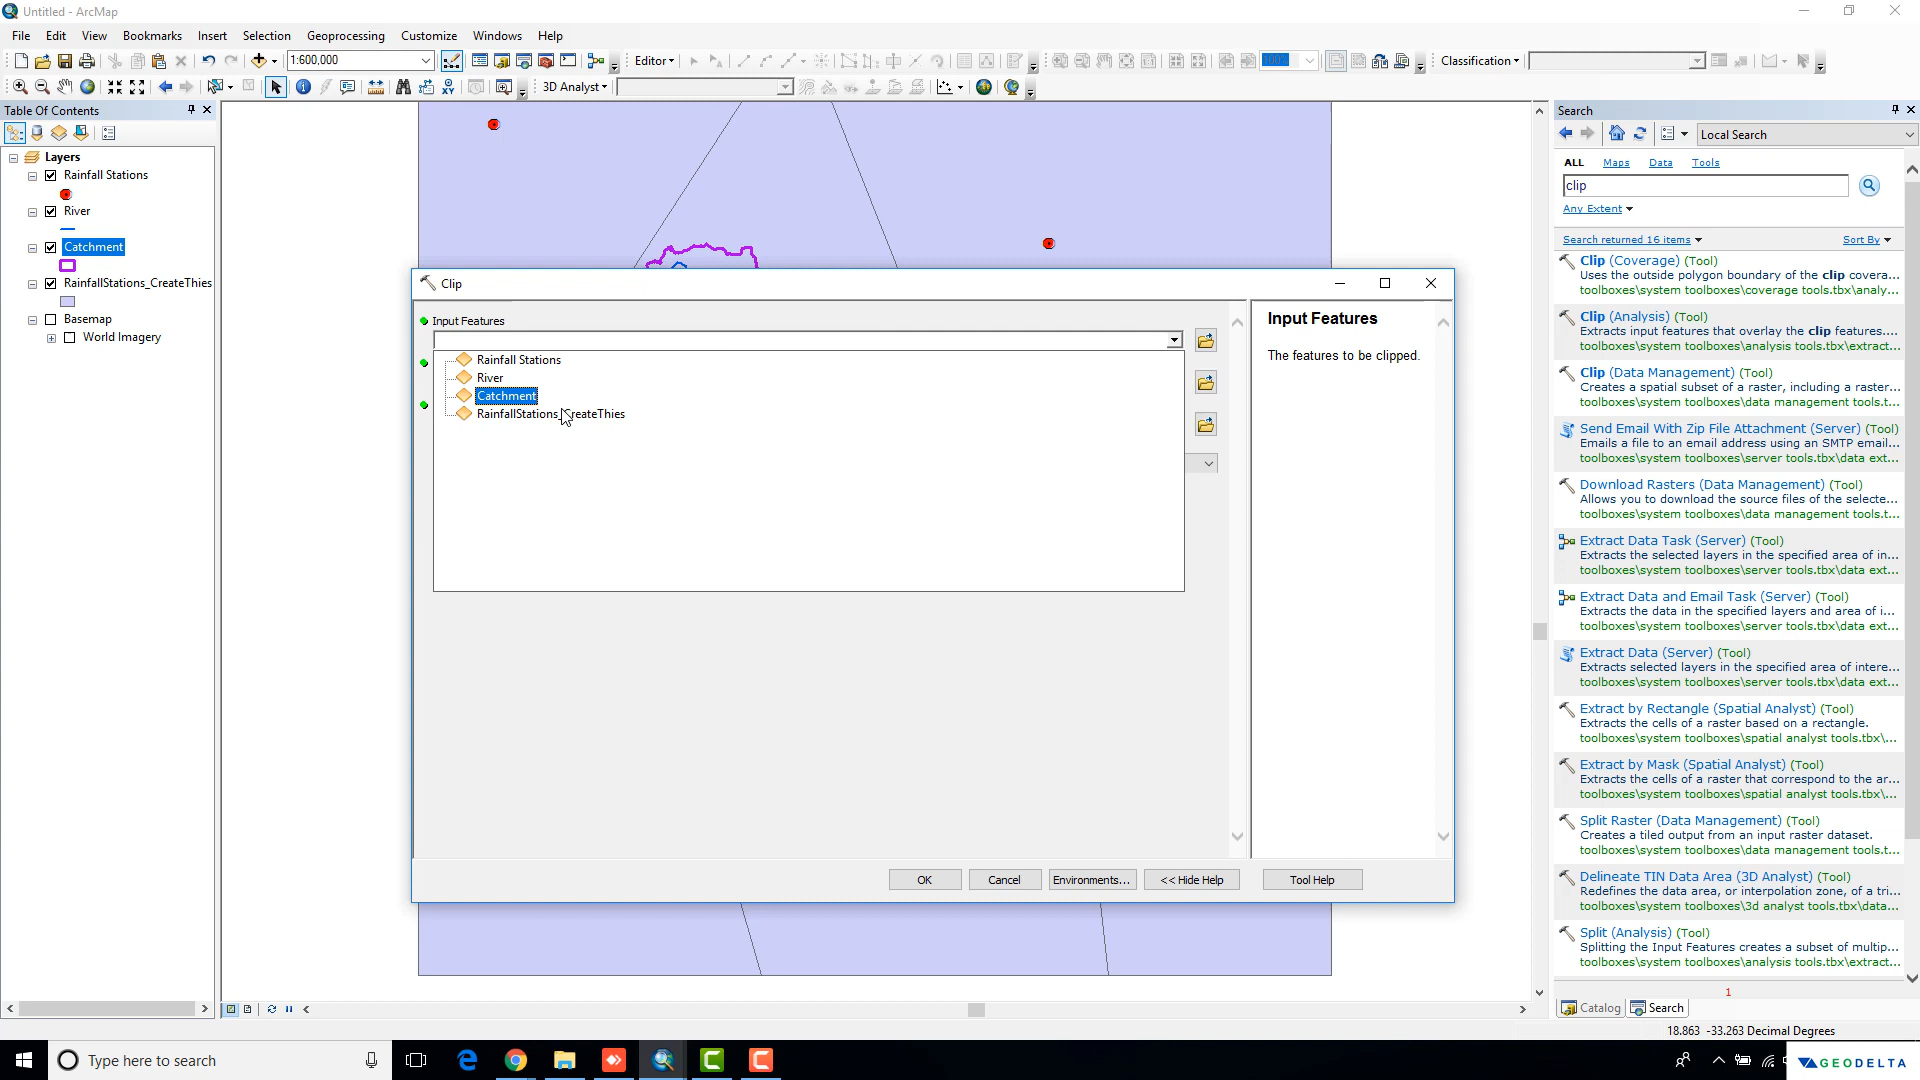 Untitled - ArcMap
File Edit View Bookmarks Insert Selection Geoprocessing Customize Windows Help
1:600,000
Editor
100%
Classification
3D Analyst
Table Of Contents
Layers
Rainfall Stations
River
Catchment
RainfallStations_CreateThies
Basemap
World Imagery
Clip
Input Features
Rainfall Stations
River
Catchment
RainfallStations_CreateThies
OK
Cancel
Environments...
<< Hide Help
Tool Help
Input Features
The features to be clipped.
Search
Local Search
ALL Maps Data Tools
clip
Any Extent
Search returned 16 items
Sort By
Clip (Coverage) (Tool)
Uses the outside polygon boundary of the clip covera...
toolboxes\system toolboxes\coverage tools.tbx\analy...
Clip (Analysis) (Tool)
Extracts input features that overlay the clip features....
toolboxes\system toolboxes\analysis tools.tbx\extract...
Clip (Data Management) (Tool)
Creates a spatial subset of a raster, including a raster...
toolboxes\system toolboxes\data management tools.t...
Send Email With Zip File Attachment (Server) (Tool)
Emails a file to an email address using an SMTP email...
toolboxes\system toolboxes\server tools.tbx\data ext...
Download Rasters (Data Management) (Tool)
Allows you to download the source files of the selecte...
toolboxes\system toolboxes\data management tools.t...
Extract Data Task (Server) (Tool)
Extracts the selected layers in the specified area of in...
toolboxes\system toolboxes\server tools.tbx\data ext...
Extract Data and Email Task (Server) (Tool)
Extracts the data in the specified layers and area of i...
toolboxes\system toolboxes\server tools.tbx\data ext...
Extract Data (Server) (Tool)
Extracts selected layers in the specified area of intere...
toolboxes\system toolboxes\server tools.tbx\data ext...
Extract by Rectangle (Spatial Analyst) (Tool)
Extracts the cells of a raster based on a rectangle.
toolboxes\system toolboxes\spatial analyst tools.tbx\...
Extract by Mask (Spatial Analyst) (Tool)
Extracts the cells of a raster that correspond to the ar...
toolboxes\system toolboxes\spatial analyst tools.tbx\...
Split Raster (Data Management) (Tool)
Creates a tiled output from an input raster dataset.
toolboxes\system toolboxes\data management tools.t...
Delineate TIN Data Area (3D Analyst) (Tool)
Redefines the data area, or interpolation zone, of a tri...
toolboxes\system toolboxes\3d analyst tools.tbx\data...
Split (Analysis) (Tool)
Splitting the Input Features creates a subset of multip...
toolboxes\system toolboxes\analysis tools.tbx\extract...
1
Catalog
Search
18.863 -33.263 Decimal Degrees
Type here to search
GEODELTA